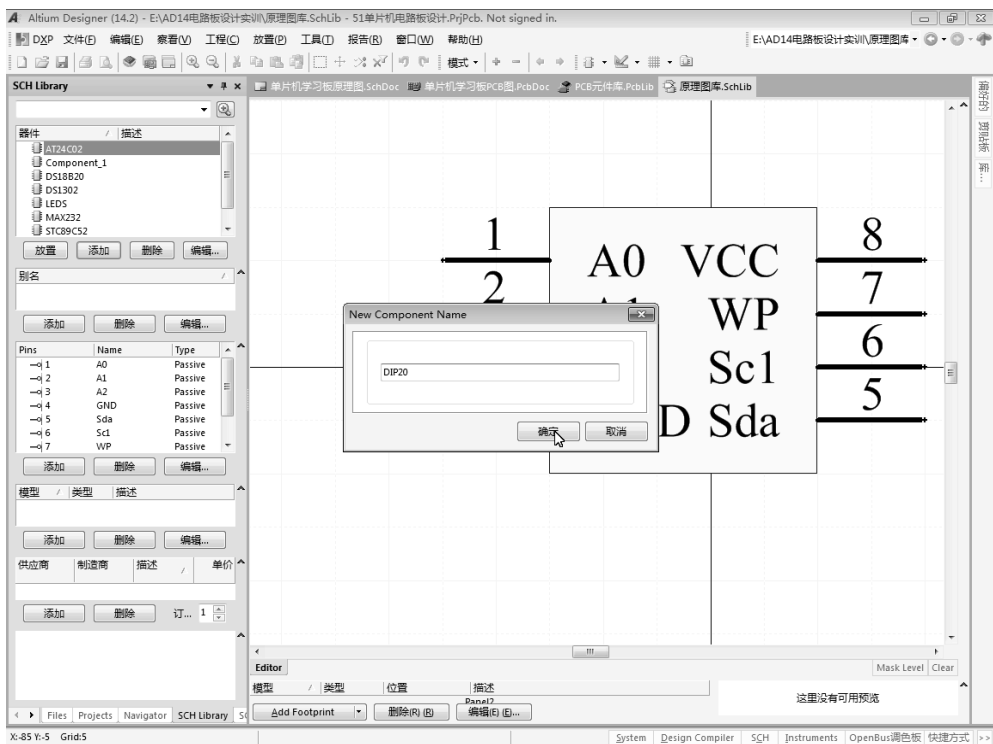 Altium Designer (14.2) - E:\AD14电路板设计实训\原理图库.SchLib - 51单片机电路板设计.PrjPcb. Not signed in.
DXP 文件(F) 编辑(E) 察看(V) 工程(C) 放置(P) 工具(T) 报告(R) 窗口(W) 帮助(H) E:\AD14电路板设计实训\原理图库
模式
SCH Library
单片机学习板原理图.SchDoc 单片机学习板PCB图.PcbDoc PCB元件库.PcbLib 原理图库.SchLib
偏好的
剪贴板
库...
器件 / 描述
AT24C02
Component_1
DS18B20
DS1302
LEDS
MAX232
STC89C52
放置 添加 删除 编辑...
别名 /
添加 删除 编辑...
Pins Name Type
1 A0 Passive
2 A1 Passive
3 A2 Passive
4 GND Passive
5 Sda Passive
6 Scl Passive
7 WP Passive
添加 删除 编辑...
模型 / 类型 描述
添加 删除 编辑...
供应商 制造商 描述 / 单价
添加 删除 订... 1
1 A0 VCC 8
2 WP 7
Scl 6
D Sda 5
New Component Name
DIP20
确定 取消
Editor Mask Level Clear
模型 / 类型 位置 描述
Panel2
这里没有可用预览
Add Footprint 删除(R) (R) 编辑(E) (E)...
Files Projects Navigator SCH Library
X:-85 Y:-5 Grid:5 System Design Compiler SCH Instruments OpenBus调色板 快捷方式 >>